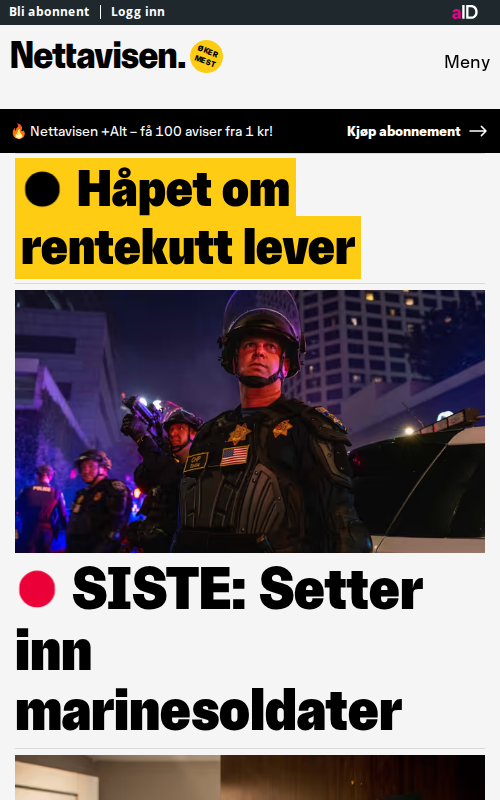 Bli abonnent | Logg inn
aID
Nettavisen.
ØKER
MEST
Meny
🔥 Nettavisen +Alt – få 100 aviser fra 1 kr!
Kjøp abonnement →
Håpet om
rentekutt lever
POLICE
SISTE: Setter
inn
marinesoldater